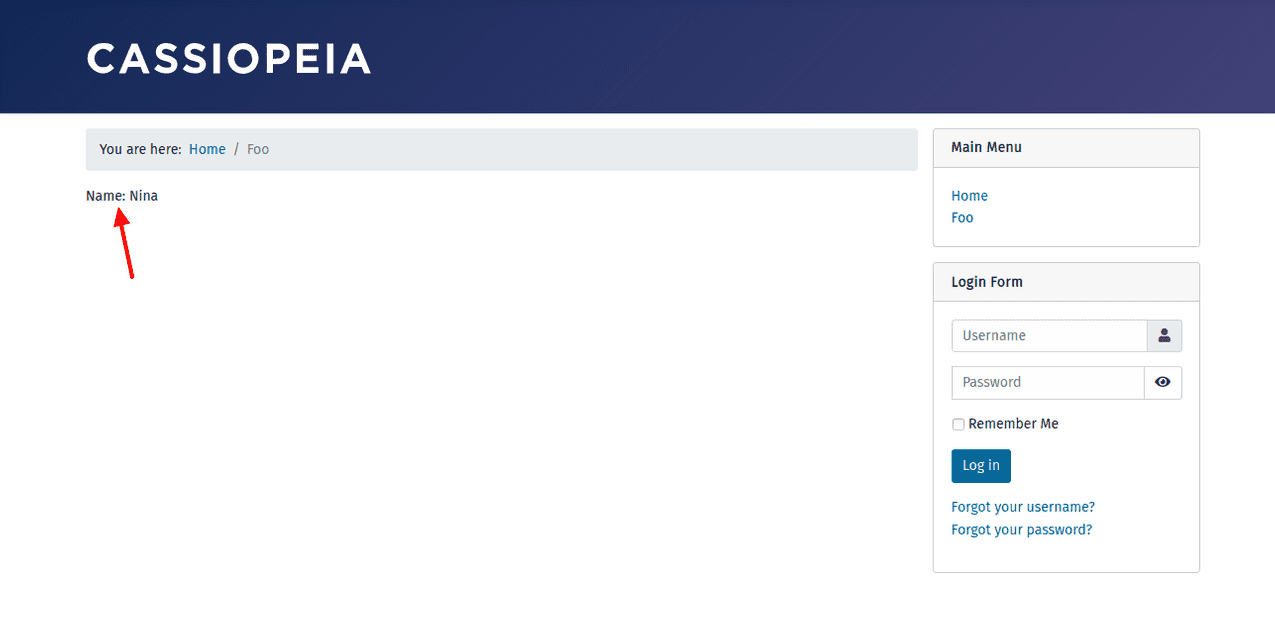 CASSIOPEIA
You are here: Home / Foo
Name: Nina
Main Menu
Home
Foo
Login Form
Username
Password
Remember Me
Log in
Forgot your username?
Forgot your password?